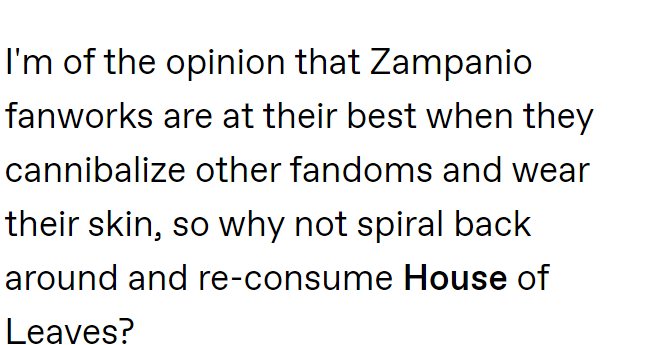 I'm of the opinion that Zampanio
fanworks are at their best when they
cannibalize other fandoms and wear
their skin, so why not spiral back
around and re-consume House of
Leaves?